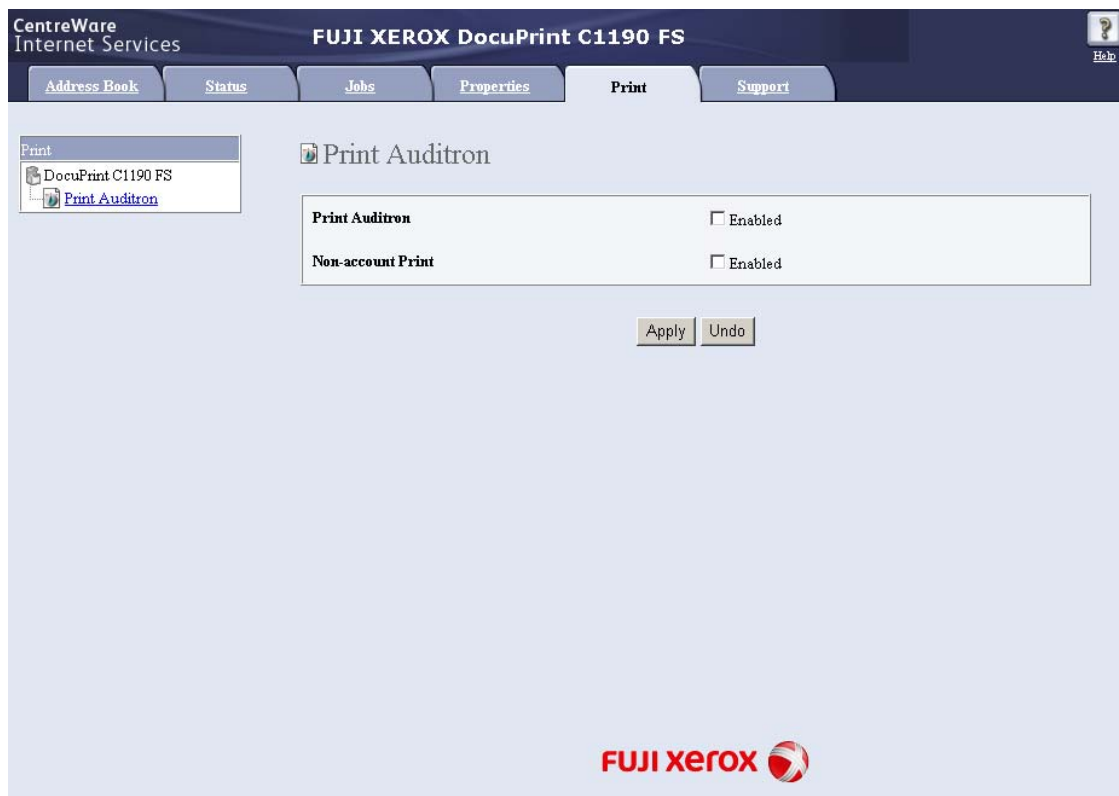 CentreWare
Internet Services
FUJI XEROX DocuPrint C1190 FS
?
Help
Address Book
Status
Jobs
Properties
Print
Support
Print
DocuPrint C1190 FS
Print Auditron
Print Auditron
Print Auditron
Enabled
Non-account Print
Enabled
Apply
Undo
FUJI xerox